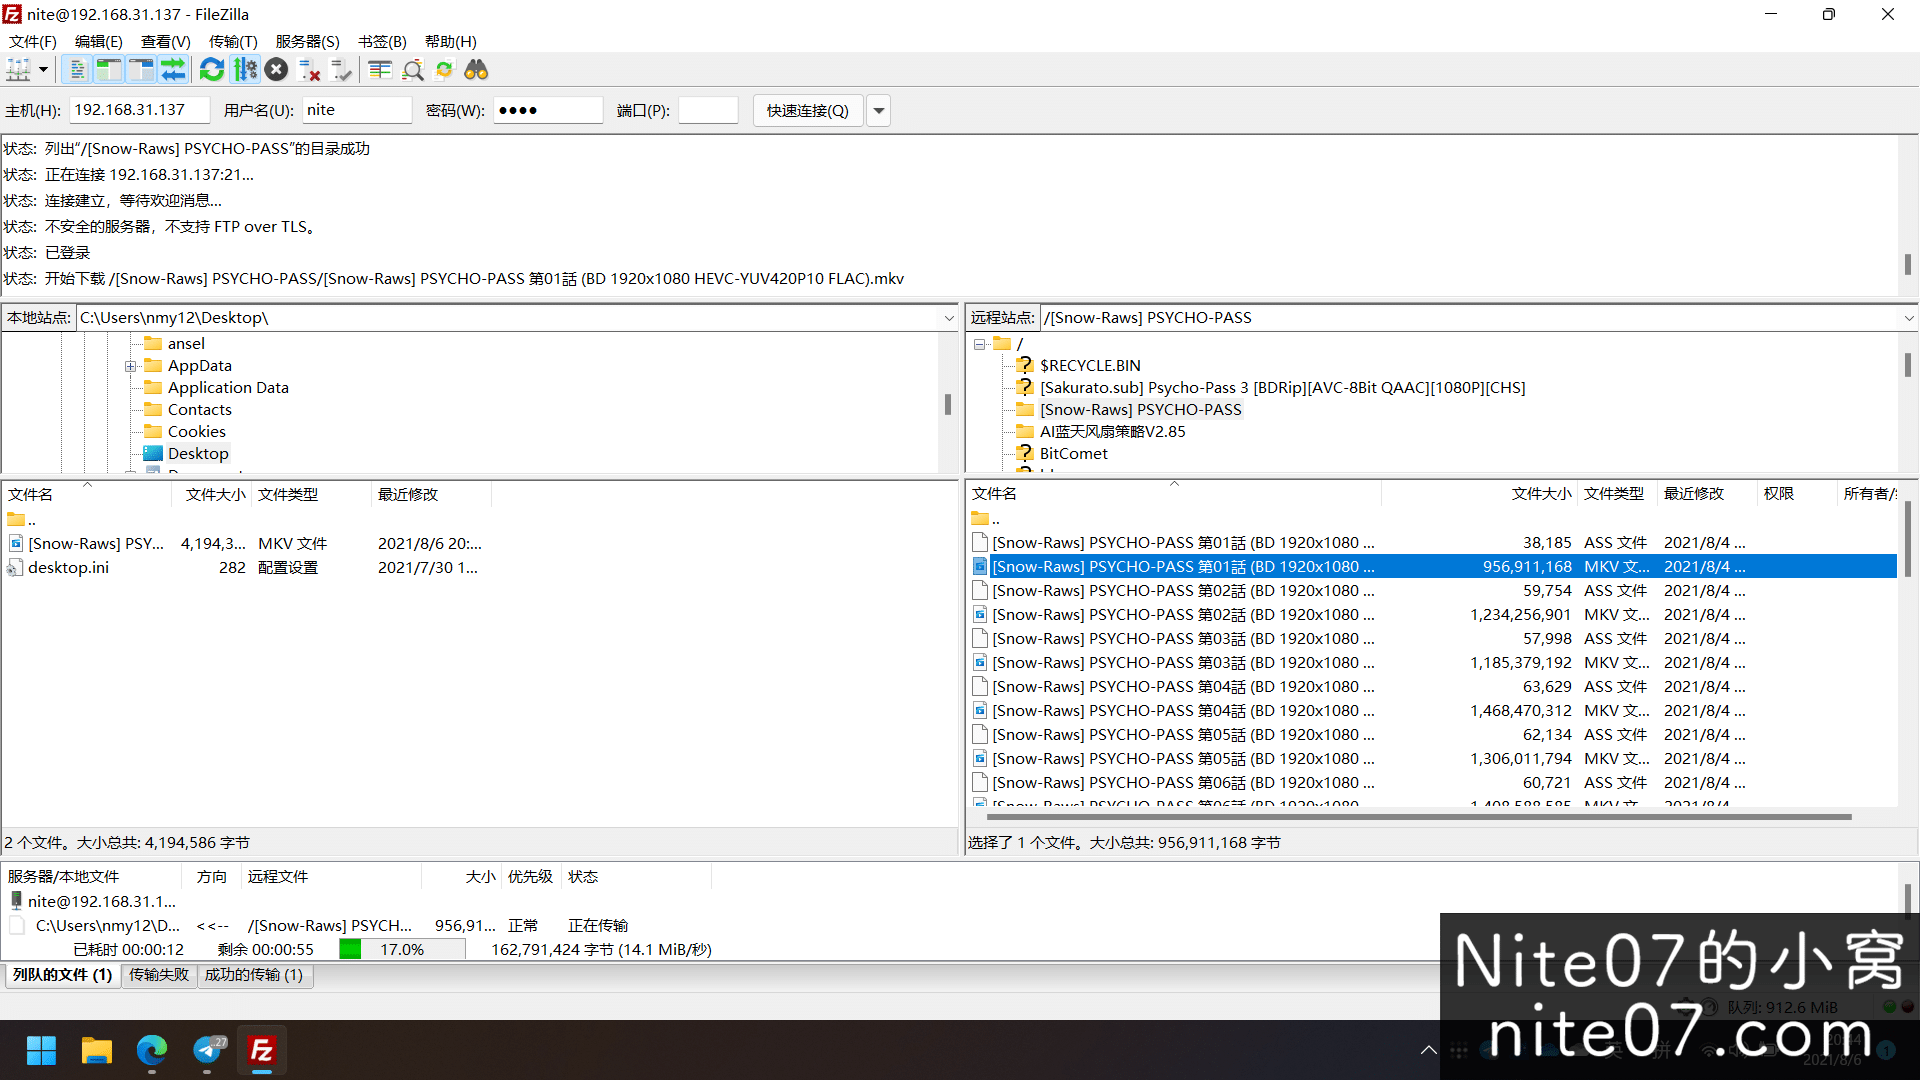 nite@192.168.31.137 - FileZilla
文件(F) 编辑(E) 查看(V) 传输(T) 服务器(S) 书签(B) 帮助(H)
主机(H): 192.168.31.137 用户名(U): nite 密码(W): ●●●● 端口(P): 快速连接(Q)
状态: 列出“/[Snow-Raws] PSYCHO-PASS”的目录成功
状态: 正在连接 192.168.31.137:21...
状态: 连接建立，等待欢迎消息...
状态: 不安全的服务器，不支持 FTP over TLS。
状态: 已登录
状态: 开始下载 /[Snow-Raws] PSYCHO-PASS/[Snow-Raws] PSYCHO-PASS 第01話 (BD 1920x1080 HEVC-YUV420P10 FLAC).mkv
本地站点: C:\Users\nmy12\Desktop\
ansel
AppData
Application Data
Contacts
Cookies
Desktop
远程站点: /[Snow-Raws] PSYCHO-PASS
/
$RECYCLE.BIN
[Sakurato.sub] Psycho-Pass 3 [BDRip][AVC-8Bit QAAC][1080P][CHS]
[Snow-Raws] PSYCHO-PASS
AI蓝天风扇策略V2.85
BitComet
文件名 文件大小 文件类型 最近修改
..
[Snow-Raws] PSY... 4,194,3... MKV 文件 2021/8/6 20:...
desktop.ini 282 配置设置 2021/7/30 1...
2 个文件。大小总共: 4,194,586 字节
文件名 文件大小 文件类型 最近修改 权限 所有者/
..
[Snow-Raws] PSYCHO-PASS 第01話 (BD 1920x1080 ... 38,185 ASS 文件 2021/8/4 ...
[Snow-Raws] PSYCHO-PASS 第01話 (BD 1920x1080 ... 956,911,168 MKV 文... 2021/8/4 ...
[Snow-Raws] PSYCHO-PASS 第02話 (BD 1920x1080 ... 59,754 ASS 文件 2021/8/4 ...
[Snow-Raws] PSYCHO-PASS 第02話 (BD 1920x1080 ... 1,234,256,901 MKV 文... 2021/8/4 ...
[Snow-Raws] PSYCHO-PASS 第03話 (BD 1920x1080 ... 57,998 ASS 文件 2021/8/4 ...
[Snow-Raws] PSYCHO-PASS 第03話 (BD 1920x1080 ... 1,185,379,192 MKV 文... 2021/8/4 ...
[Snow-Raws] PSYCHO-PASS 第04話 (BD 1920x1080 ... 63,629 ASS 文件 2021/8/4 ...
[Snow-Raws] PSYCHO-PASS 第04話 (BD 1920x1080 ... 1,468,470,312 MKV 文... 2021/8/4 ...
[Snow-Raws] PSYCHO-PASS 第05話 (BD 1920x1080 ... 62,134 ASS 文件 2021/8/4 ...
[Snow-Raws] PSYCHO-PASS 第05話 (BD 1920x1080 ... 1,306,011,794 MKV 文... 2021/8/4 ...
[Snow-Raws] PSYCHO-PASS 第06話 (BD 1920x1080 ... 60,721 ASS 文件 2021/8/4 ...
选择了 1 个文件。大小总共: 956,911,168 字节
服务器/本地文件 方向 远程文件 大小 优先级 状态
nite@192.168.31.1...
C:\Users\nmy12\D... <<-- /[Snow-Raws] PSYCH... 956,91... 正常 正在传输
已耗时 00:00:12 剩余 00:00:55 17.0% 162,791,424 字节 (14.1 MiB/秒)
列队的文件 (1) 传输失败 成功的传输 (1)
队列: 912.6 MiB
Nite07的小窝
nite07.com
..27
2021/8/6
1